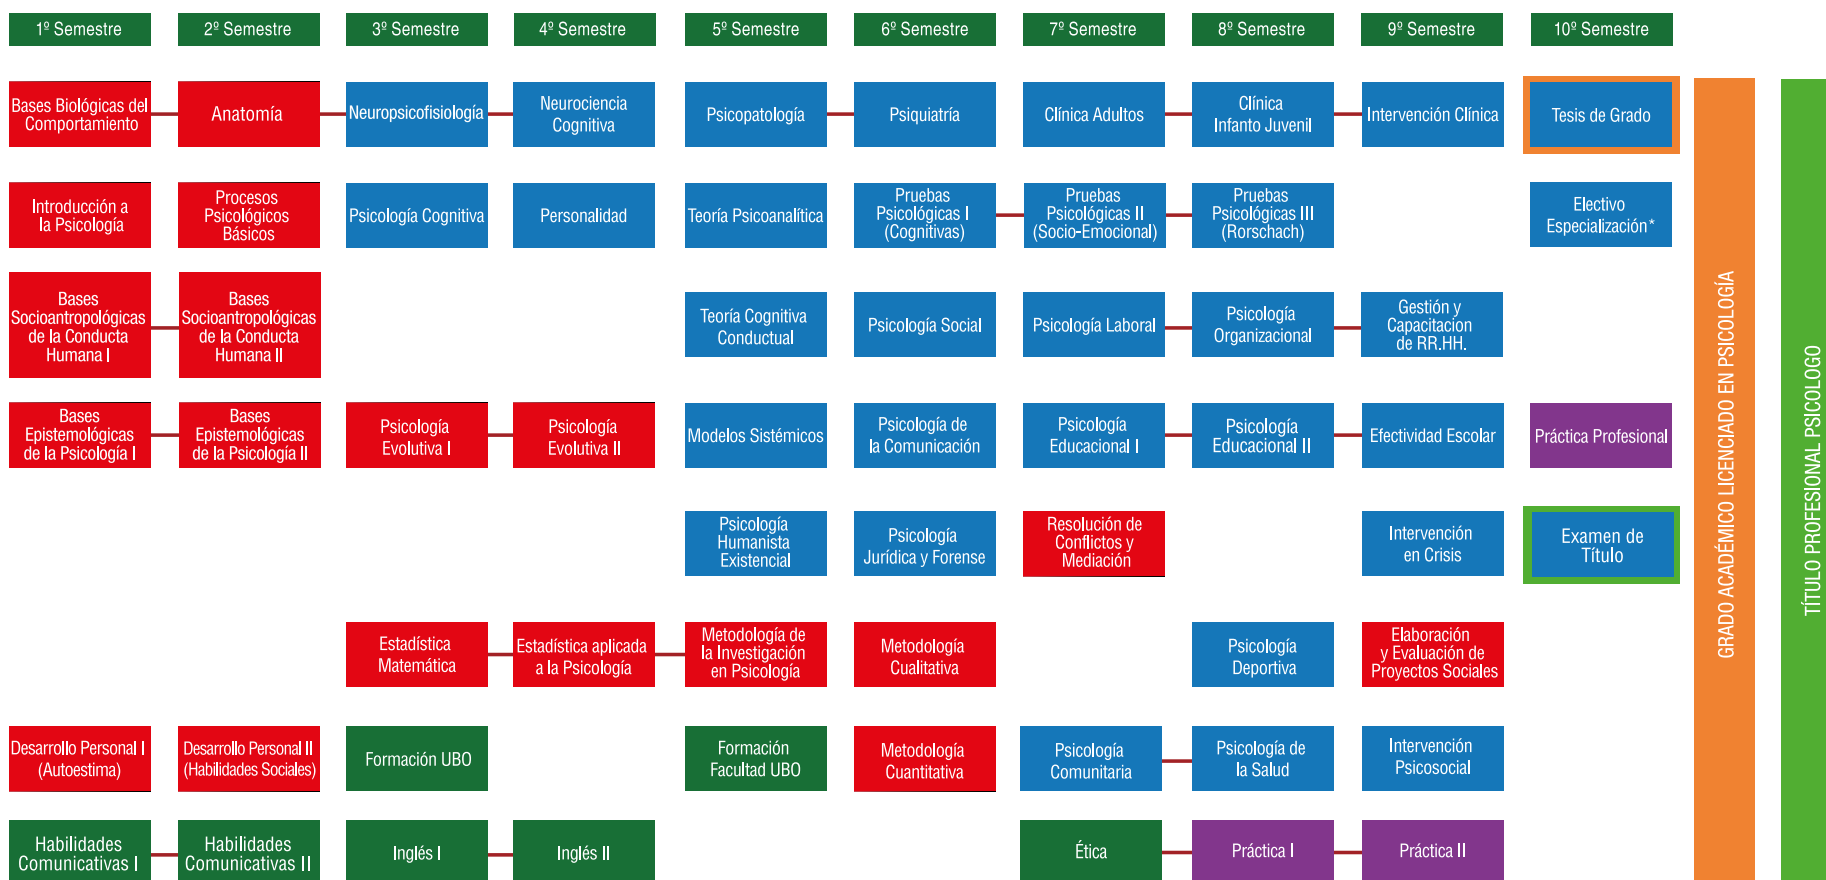 1º Semestre
2º Semestre
3º Semestre
4º Semestre
5º Semestre
6º Semestre
7º Semestre
8º Semestre
9º Semestre
10º Semestre
Bases Biológicas del
Comportamiento
Anatomía
Neuropsicofisiología
Neurociencia
Cognitiva
Psicopatología
Psiquiatría
Clínica Adultos
Clínica
Infanto Juvenil
Intervención Clínica
Tesis de Grado
Introducción a
la Psicología
Procesos
Psicológicos
Básicos
Psicología Cognitiva
Personalidad
Teoría Psicoanalítica
Pruebas
Psicológicas I
(Cognitivas)
Pruebas
Psicológicas II
(Socio-Emocional)
Pruebas
Psicológicas III
(Rorschach)
Electivo
Especialización*
Bases
Socioantropológicas
de la Conducta
Humana I
Bases
Socioantropológicas
de la Conducta
Humana II
Teoría Cognitiva
Conductual
Psicología Social
Psicología Laboral
Psicología
Organizacional
Gestión y
Capacitacion
de RR.HH.
Bases
Epistemológicas
de la Psicología I
Bases
Epistemológicas
de la Psicología II
Psicología
Evolutiva I
Psicología
Evolutiva II
Modelos Sistémicos
Psicología de
la Comunicación
Psicología
Educacional I
Psicología
Educacional II
Efectividad Escolar
Práctica Profesional
Psicología
Humanista
Existencial
Psicología
Jurídica y Forense
Resolución de
Conflictos y
Mediación
Intervención
en Crisis
Examen de
Título
Estadística
Matemática
Estadística aplicada
a la Psicología
Metodología de
la Investigación
en Psicología
Metodología
Cualitativa
Psicología
Deportiva
Elaboración
y Evaluación de
Proyectos Sociales
Desarrollo Personal I
(Autoestima)
Desarrollo Personal II
(Habilidades Sociales)
Formación UBO
Formación
Facultad UBO
Metodología
Cuantitativa
Psicología
Comunitaria
Psicología de
la Salud
Intervención
Psicosocial
Habilidades
Comunicativas I
Habilidades
Comunicativas II
Inglés I
Inglés II
Ética
Práctica I
Práctica II
GRADO ACADÉMICO LICENCIADO EN PSICOLOGÍA
TÍTULO PROFESIONAL PSICOLOGO